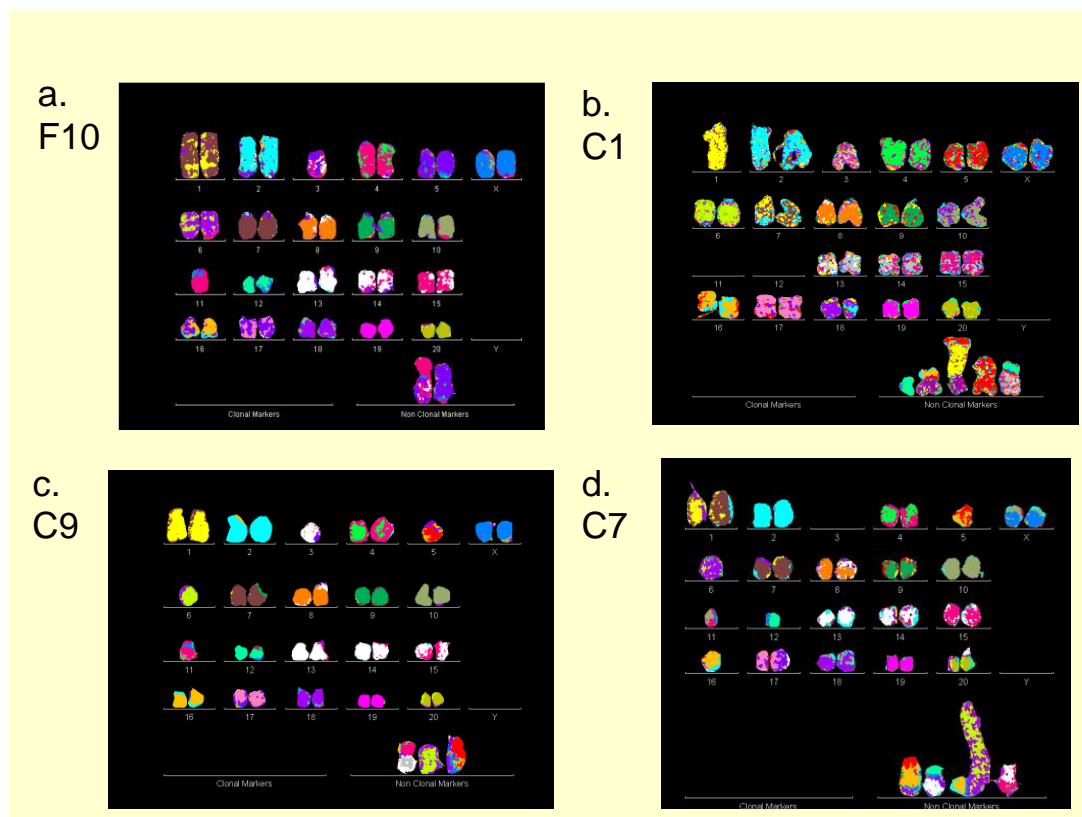 a.
F10
1 2 3 4 5 X
6 7 8 9 10
11 12 13 14 15
16 17 18 19 20 Y
Clonal Markers Non Clonal Markers
b.
C1
1 2 3 4 5 X
6 7 8 9 10
11 12 13 14 15
16 17 18 19 20 Y
Clonal Markers Non Clonal Markers
c.
C9
1 2 3 4 5 X
6 7 8 9 10
11 12 13 14 15
16 17 18 19 20 Y
Clonal Markers Non Clonal Markers
d.
C7
1 2 3 4 5 X
6 7 8 9 10
11 12 13 14 15
16 17 18 19 20 Y
Clonal Markers Non Clonal Markers